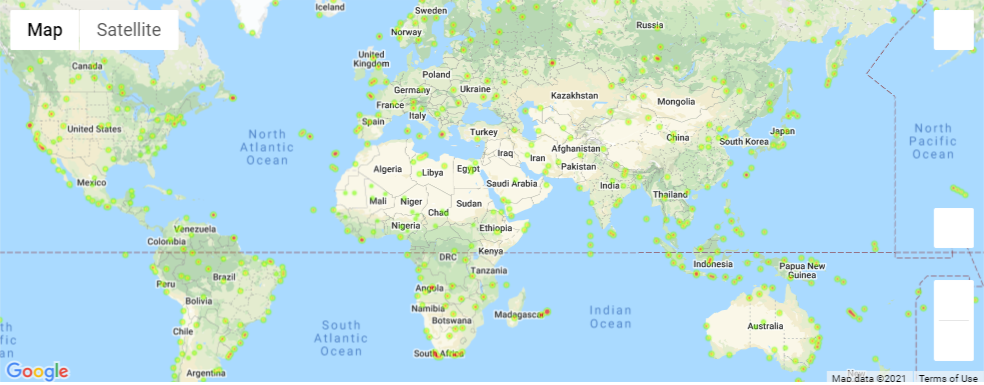 Map
Satellite
Iceland
Sweden
Norway
Russia
United
Kingdom
Canada
Poland
Germany
Ukraine
Kazakhstan
Mongolia
France
Italy
Spain
Turkey
United States
North
Atlantic
Ocean
China
South Korea
Japan
North
Pacific
Ocean
Iraq
Iran
Afghanistan
Pakistan
Algeria
Libya
Egypt
Saudi Arabia
India
Mexico
Thailand
Mali
Niger
Chad
Sudan
Nigeria
Ethiopia
Venezuela
Colombia
DRC
Kenya
Tanzania
Indonesia
Papua New
Guinea
Peru
Brazil
Angola
Bolivia
Namibia
Botswana
Madagascar
Indian
Ocean
Australia
Chile
South
Atlantic
Ocean
South Africa
Argentina
Google
Map data ©2021
Terms of Use